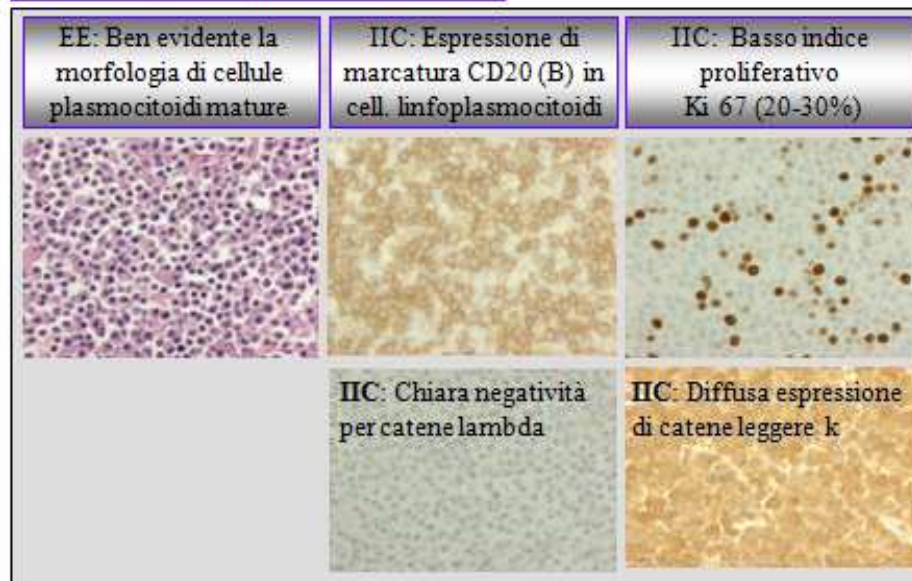 EE: Ben evidente la
morfologia di cellule
plasmocitoidi mature
IIC: Espressione di
marcatura CD20 (B) in
cell. linfoplasmocitoidi
IIC: Basso indice
proliferativo
Ki 67 (20-30%)
IIC: Chiara negatività
per catene lambda
IIC: Diffusa espressione
di catene leggere k